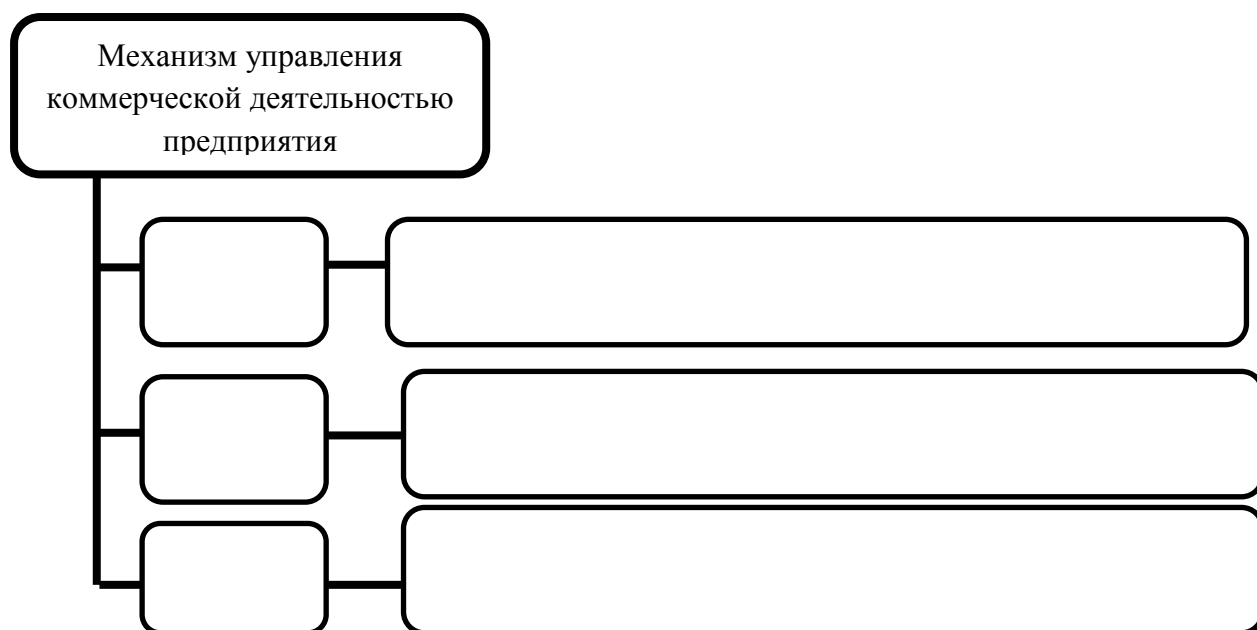 Механизм управления
коммерческой деятельностью
предприятия